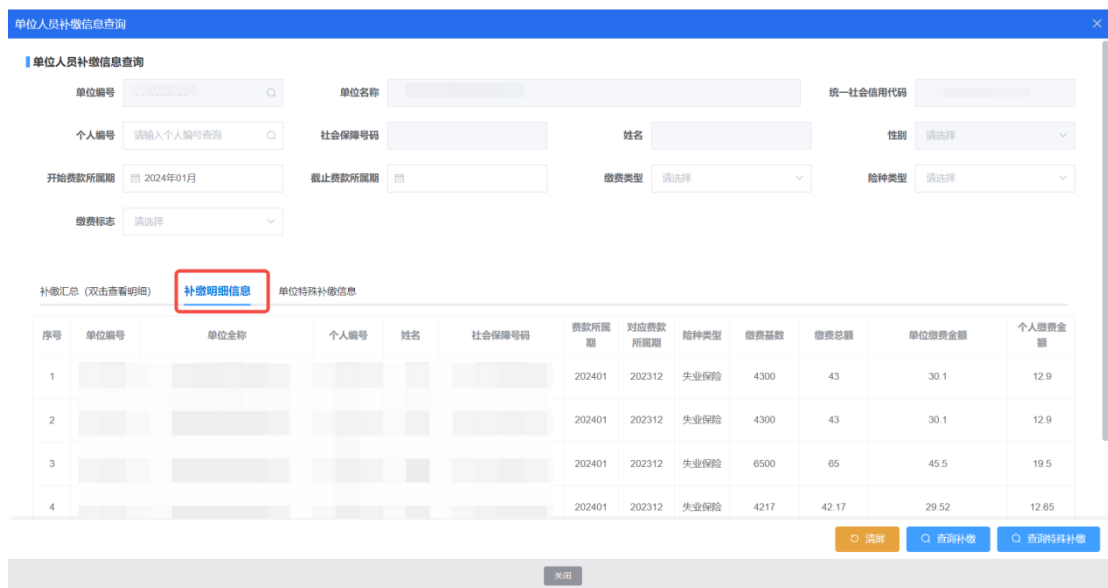 单位人员补缴信息查询
单位人员补缴信息查询
单位编号 单位名称 统一社会信用代码
个人编号 请输入个人编号查询 社会保障号码 姓名 性别 请选择
开始费款所属期 2024年01月 截止费款所属期 缴费类型 请选择 险种类型 请选择
缴费标志 请选择
补缴汇总（双击查看明细） 补缴明细信息 单位特殊补缴信息
序号 单位编号 单位全称 个人编号 姓名 社会保障号码 费款所属期 对应费款所属期 险种类型 缴费基数 缴费总额 单位缴费金额 个人缴费金额
1 202401 202312 失业保险 4300 43 30.1 12.9
2 202401 202312 失业保险 4300 43 30.1 12.9
3 202401 202312 失业保险 6500 65 45.5 19.5
4 202401 202312 失业保险 4217 42.17 29.52 12.65
清屏 查询补缴 查询特殊补缴
关闭